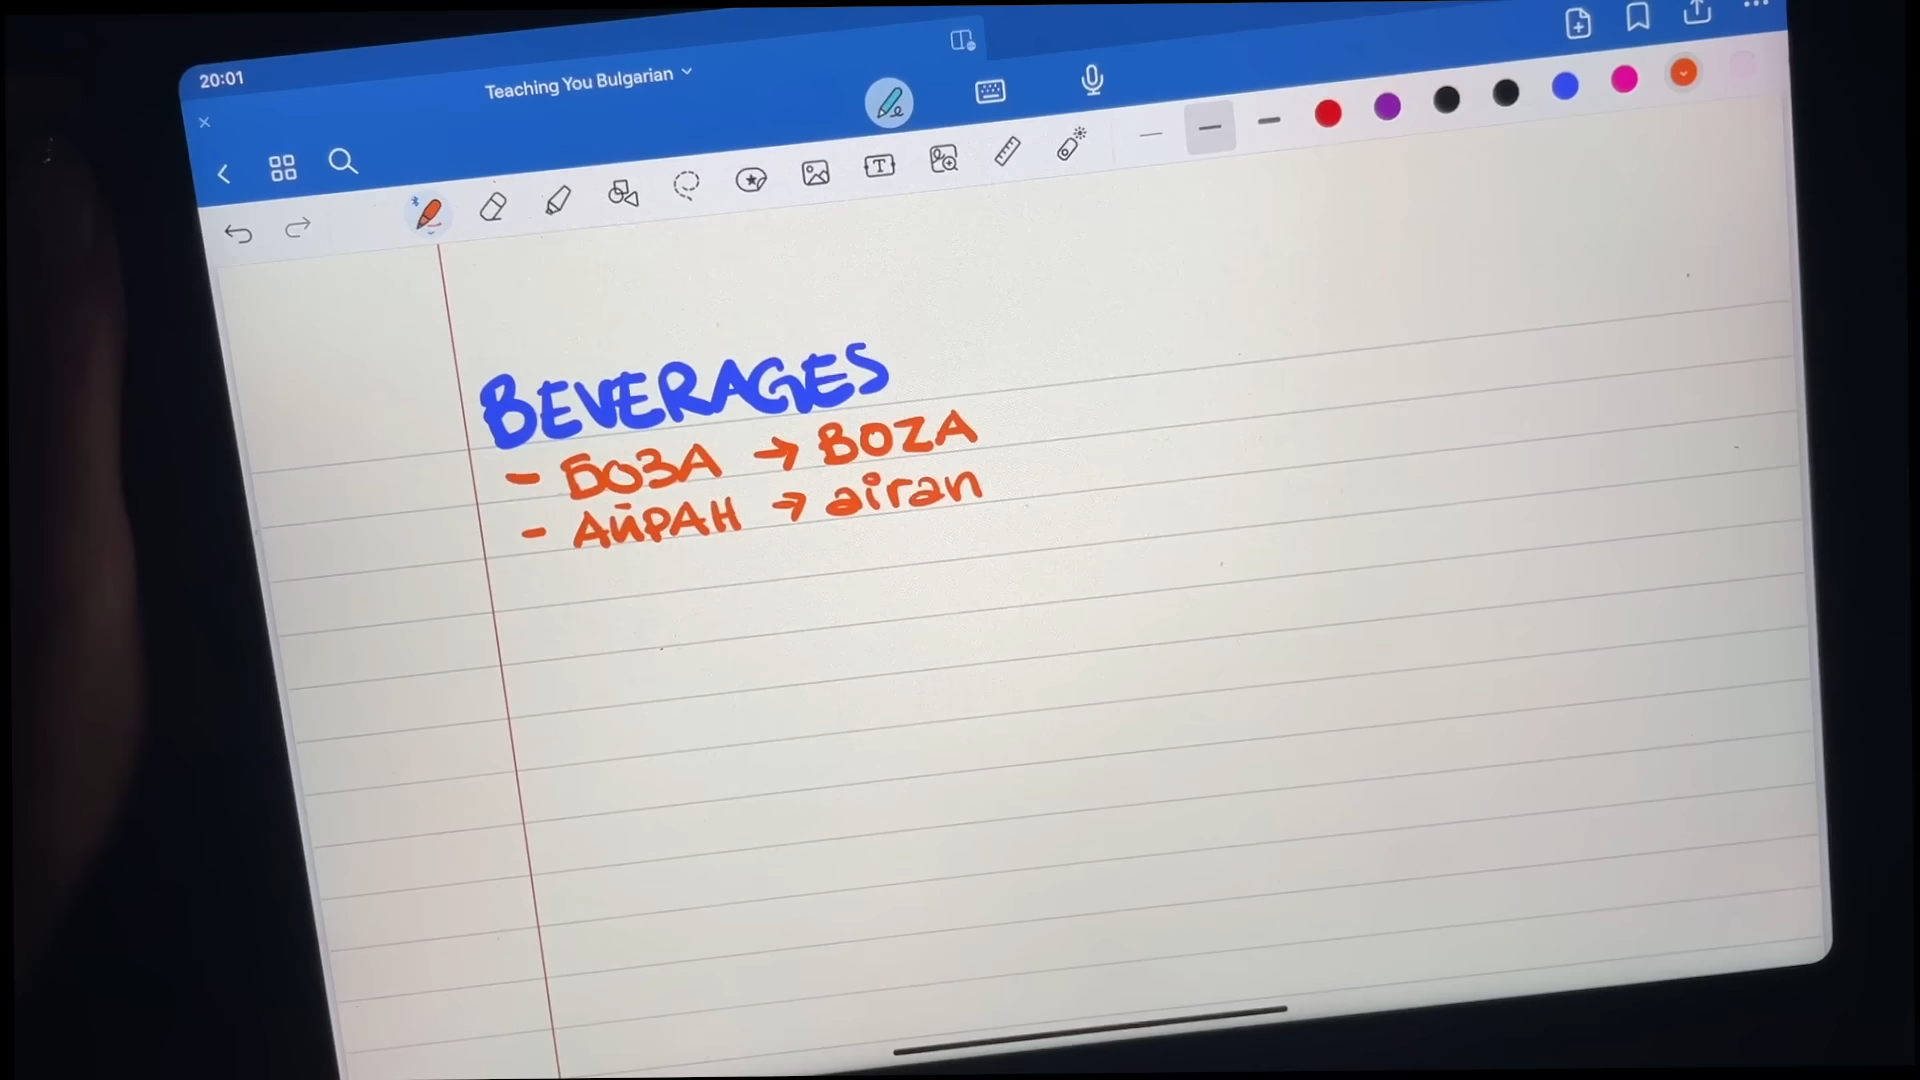 20:01
Teaching You Bulgarian
BEVERAGES
- БОЗА → BOZA
- АЙРАН → airan